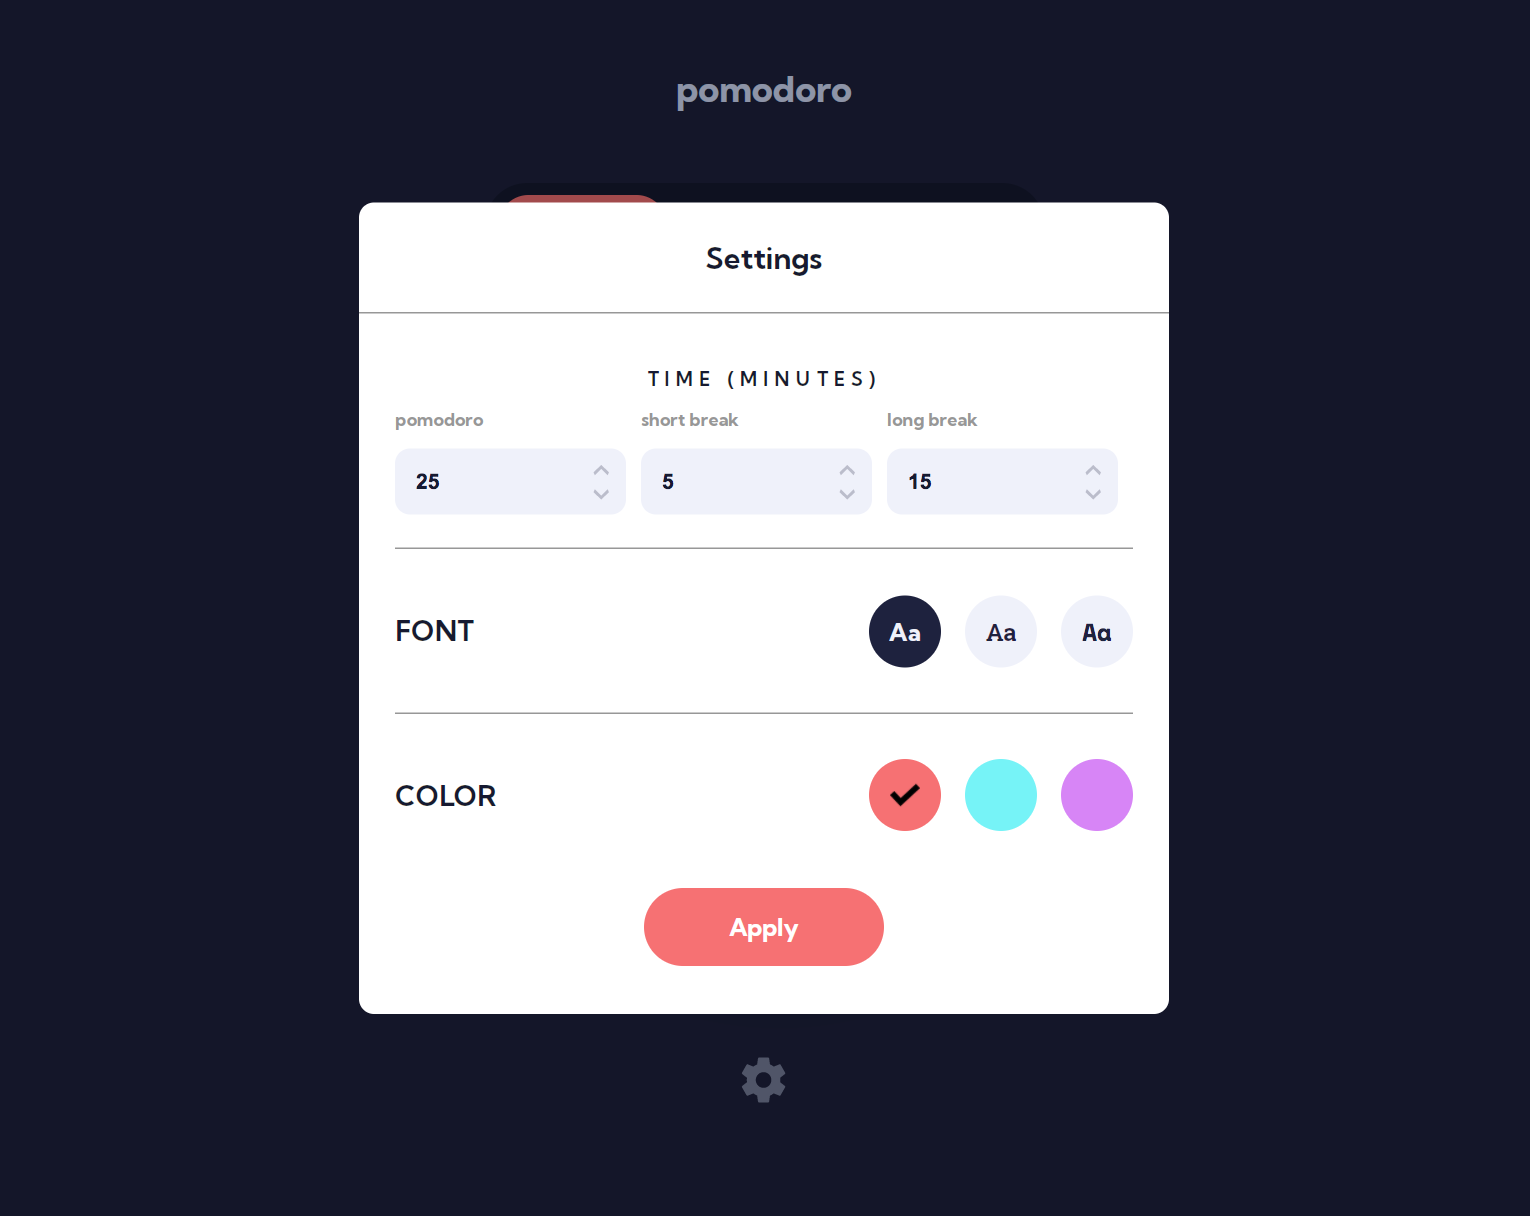 pomodoro
Settings
TIME (MINUTES)
pomodoro short break long break
25 5 15
FONT Aa Aa Aa
COLOR
Apply